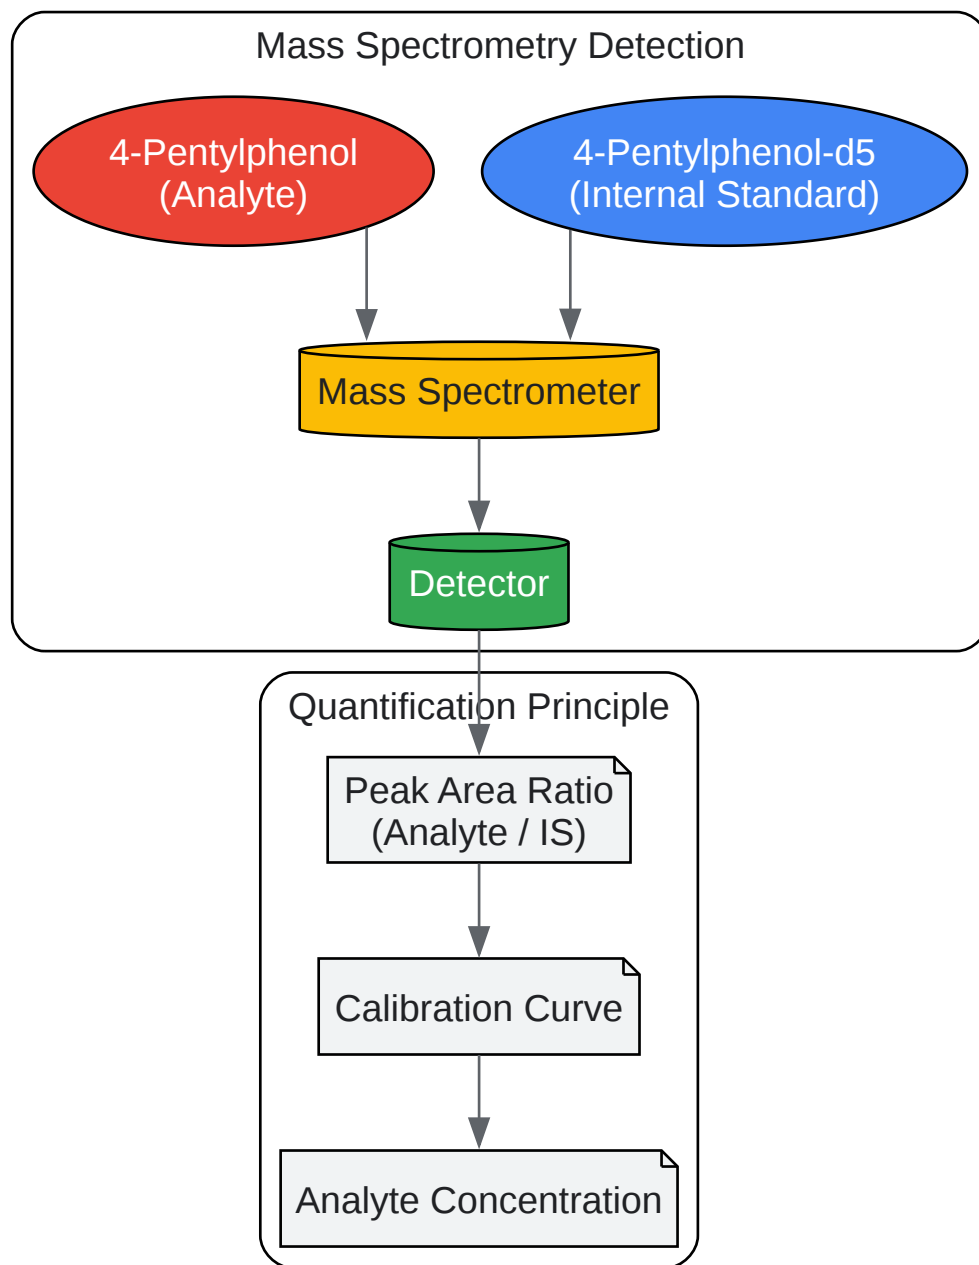 Mass Spectrometry Detection
4-Pentylphenol
(Analyte)
4-Pentylphenol-d5
(Internal Standard)
Mass Spectrometer
Detector
Quantification Principle
Peak Area Ratio
(Analyte / IS)
Calibration Curve
Analyte Concentration